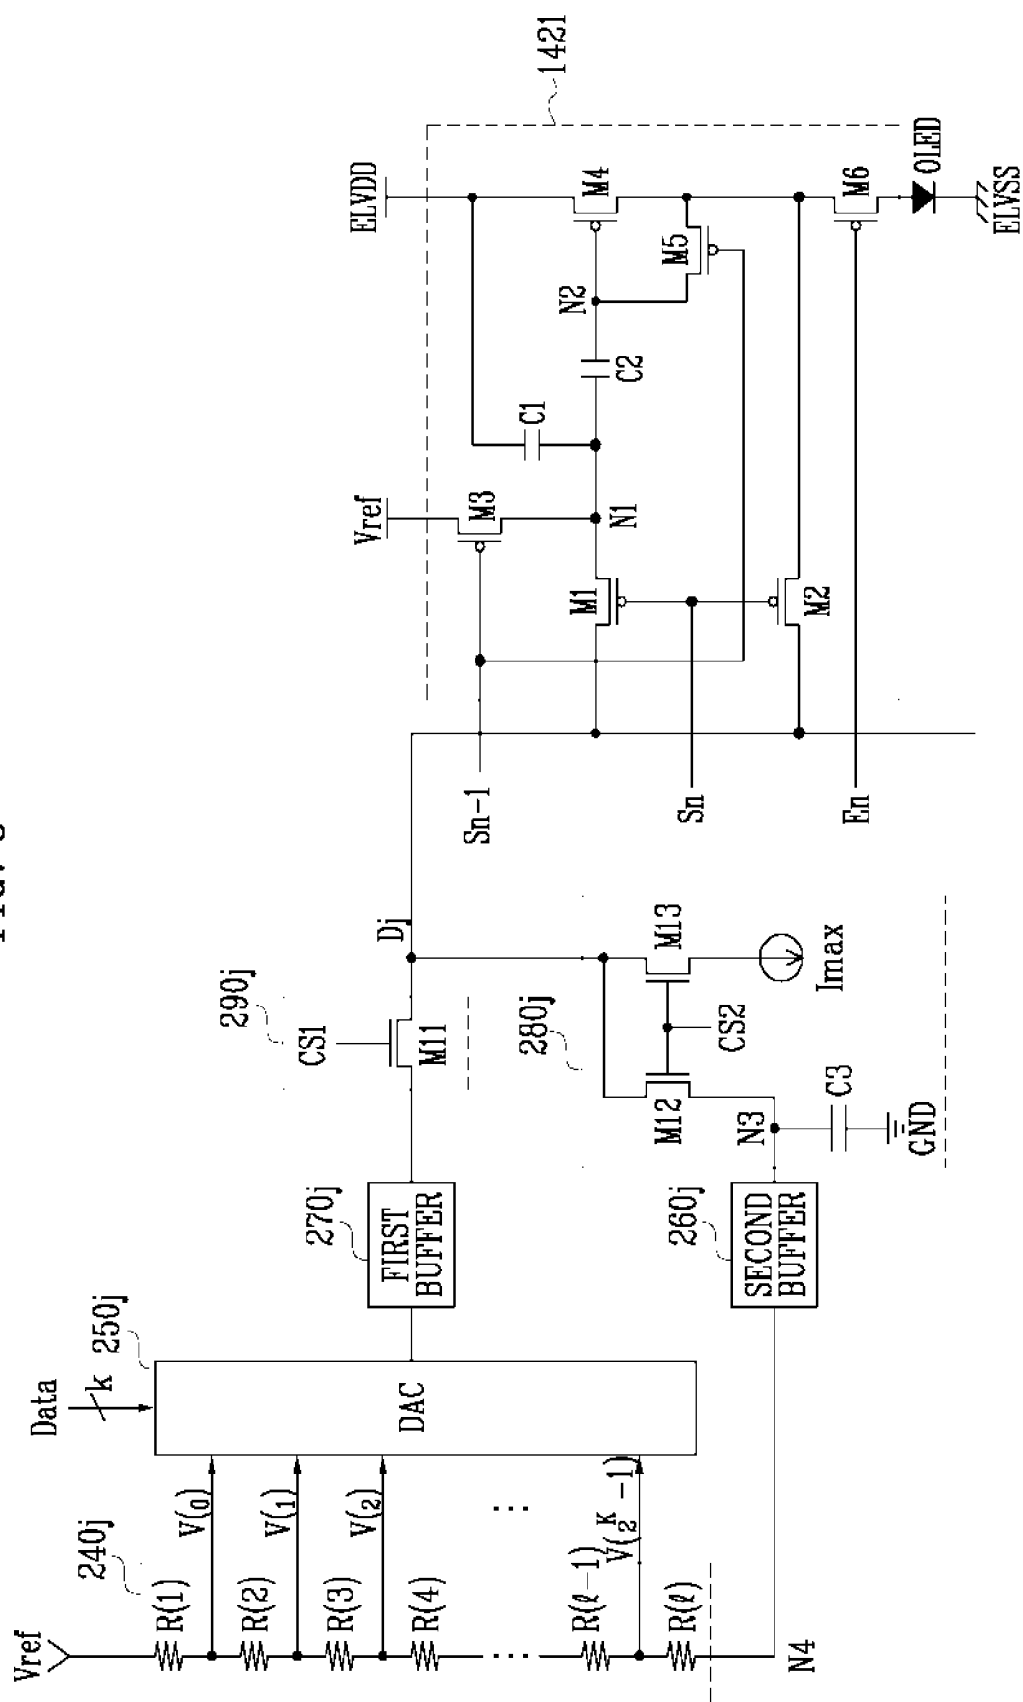 Vref
240j
R(1)
R(2)
R(3)
R(4)
...
R(ℓ-1)
R(ℓ)
N4
V(0)
V(1)
V(2)
...
V(2^K -1)
Data
k
250j
DAC
270j
FIRST
BUFFER
260j
SECOND
BUFFER
290j
CS1
M11
Dj
280j
M12
M13
CS2
N3
C3
GND
Imax
Sn-1
Sn
En
Vref
M3
M1
N1
M2
C1
C2
N2
ELVDD
M4
M5
M6
OLED
ELVSS
1421